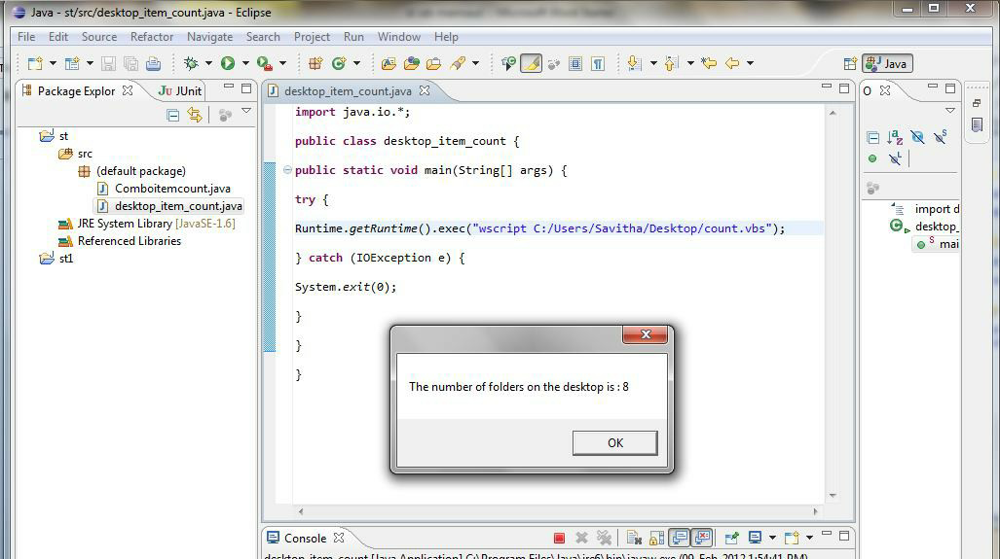 Java - st/src/desktop_item_count.java - Eclipse
File Edit Source Refactor Navigate Search Project Run Window Help
Java
Package Explor JUnit
desktop_item_count.java
O
st
src
(default package)
Comboitemcount.java
desktop_item_count.java
JRE System Library [JavaSE-1.6]
Referenced Libraries
st1
import java.io.*;
public class desktop_item_count {
public static void main(String[] args) {
try {
Runtime.getRuntime().exec("wscript C:/Users/Savitha/Desktop/count.vbs");
} catch (IOException e) {
System.exit(0);
}
}
}
import d
desktop_
mai
The number of folders on the desktop is : 8
OK
Console
desktop_item_count [Java Application] C:\Program Files\Java\jre6\bin\javaw.exe (09-Feb-2012 1:54:41 PM)